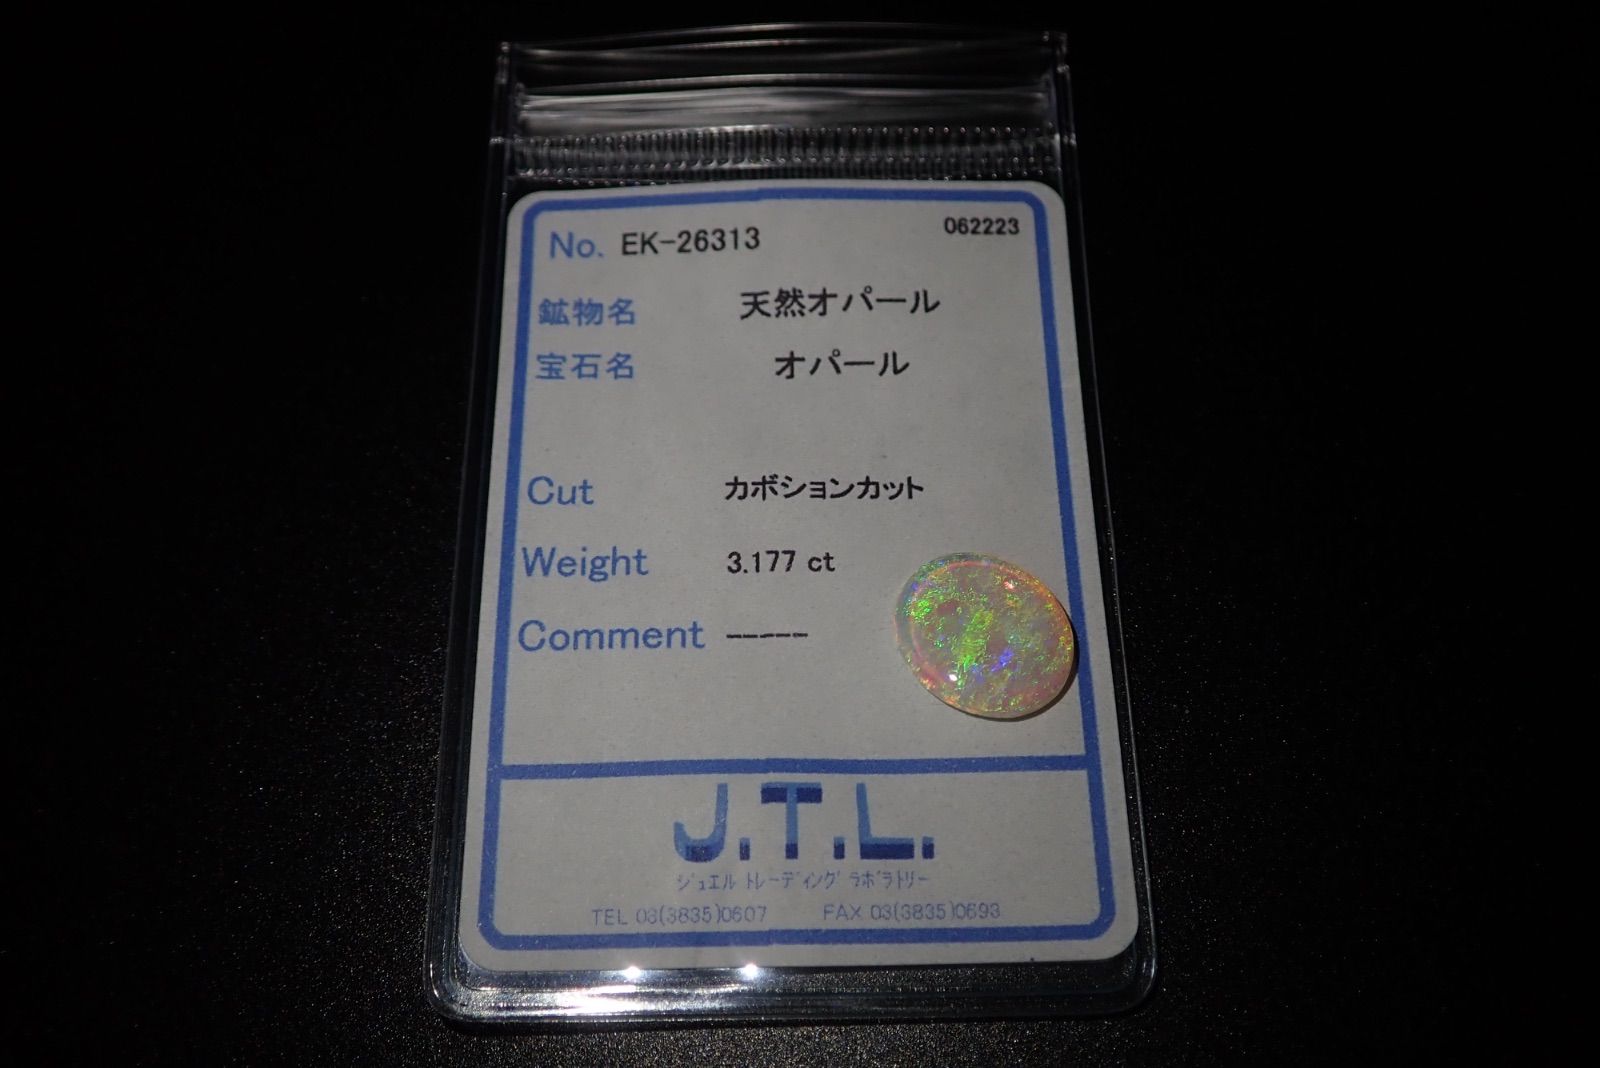 No. EK-26313 062223
鉱物名 天然オパール
宝石名 オパール
Cut カボションカット
Weight 3.177 ct
Comment -----
J.T.L.
ジュエル トレーディング ラボラトリー
TEL 03(3835)0607 FAX 03(3835)0693